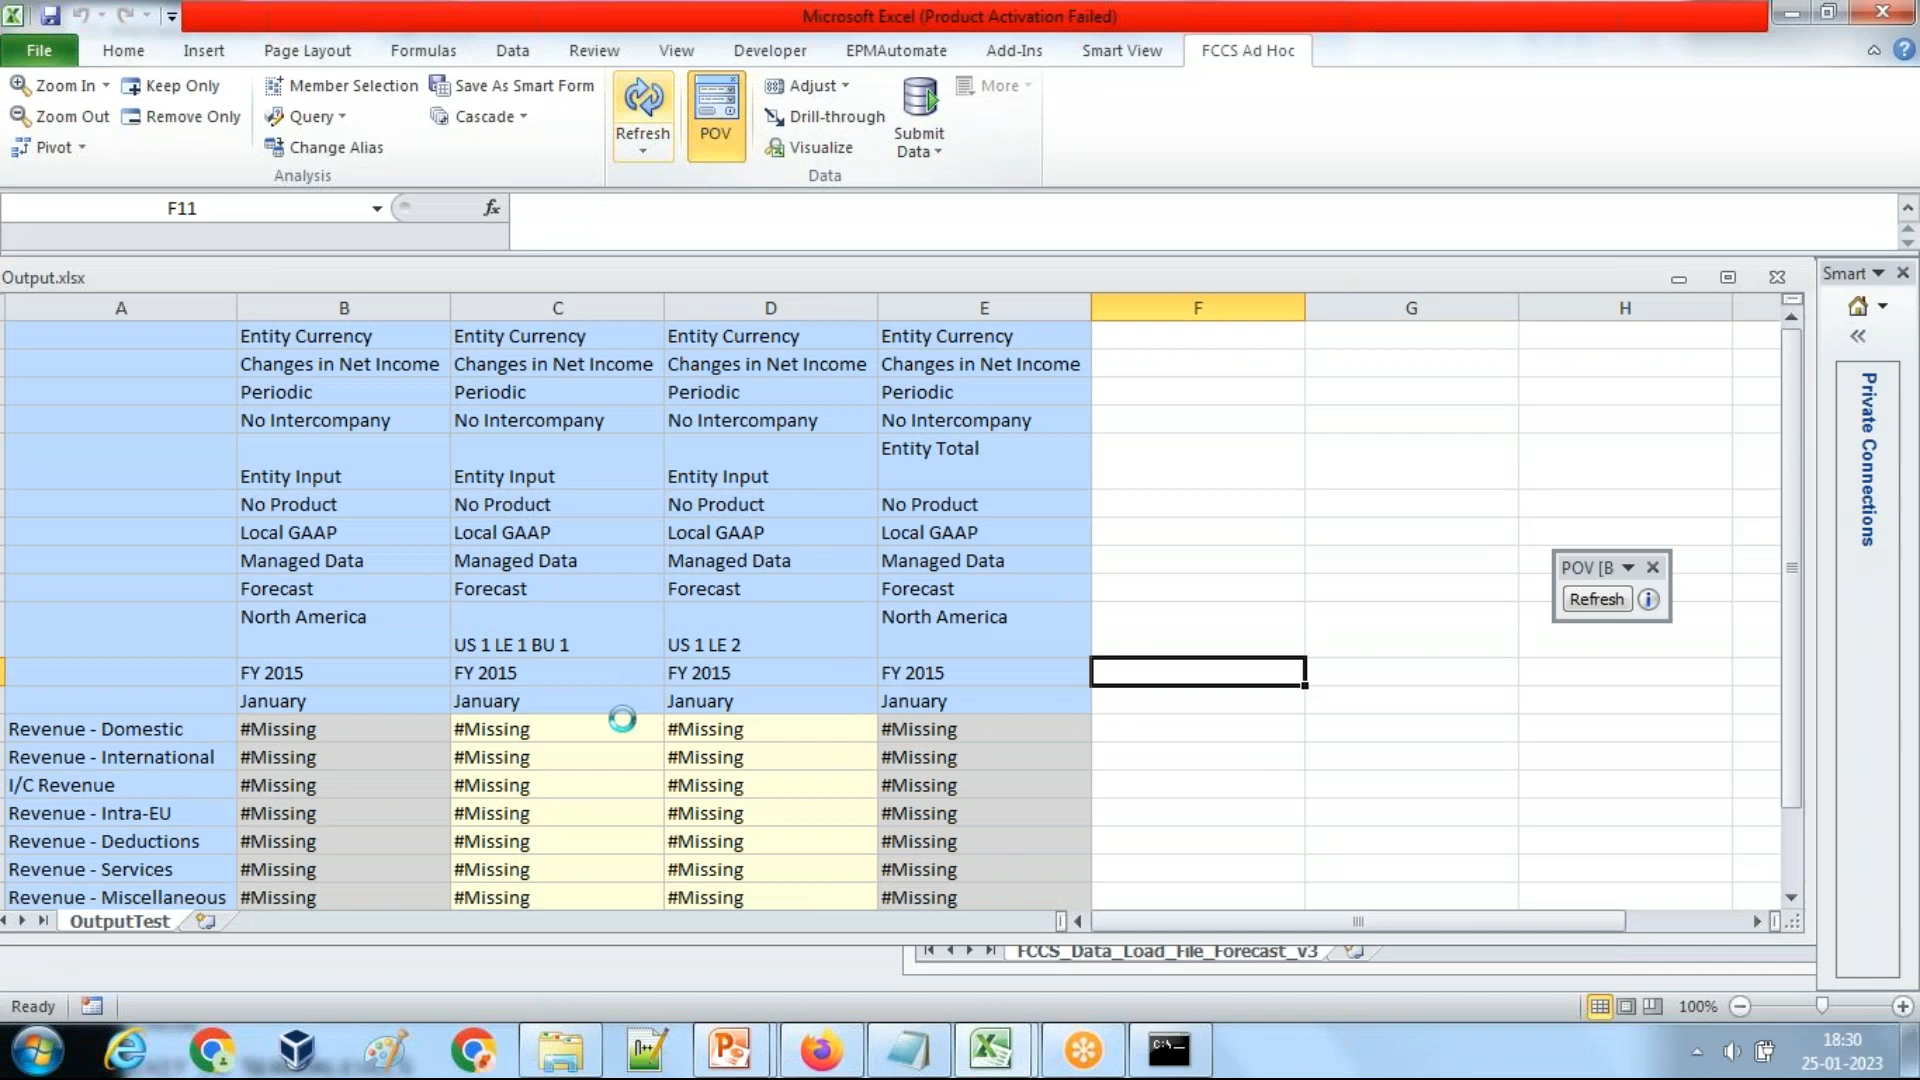 Microsoft Excel (Product Activation Failed)
File Home Insert Page Layout Formulas Data Review View Developer EPMAutomate Add-Ins Smart View FCCS Ad Hoc
Zoom In Keep Only Member Selection Save As Smart Form Adjust More
Zoom Out Remove Only Query Cascade Refresh POV Drill-through Submit Data
Pivot Change Alias Visualize
Analysis Data
F11 fx
Output.xlsx Smart
A B C D E F G H
Entity Currency Entity Currency Entity Currency Entity Currency
Changes in Net Income Changes in Net Income Changes in Net Income Changes in Net Income
Periodic Periodic Periodic Periodic
No Intercompany No Intercompany No Intercompany No Intercompany
Entity Total
Entity Input Entity Input Entity Input
No Product No Product No Product No Product
Local GAAP Local GAAP Local GAAP Local GAAP
Managed Data Managed Data Managed Data Managed Data
Forecast Forecast Forecast Forecast
North America North America
US 1 LE 1 BU 1 US 1 LE 2
FY 2015 FY 2015 FY 2015 FY 2015
January January January January
Revenue - Domestic #Missing #Missing #Missing #Missing
Revenue - International #Missing #Missing #Missing #Missing
I/C Revenue #Missing #Missing #Missing #Missing
Revenue - Intra-EU #Missing #Missing #Missing #Missing
Revenue - Deductions #Missing #Missing #Missing #Missing
Revenue - Services #Missing #Missing #Missing #Missing
Revenue - Miscellaneous #Missing #Missing #Missing #Missing
POV [B
Refresh
Private Connections
OutputTest
FCCS_Data_Load_File_Forecast_v3
Ready 100%
18:30
25-01-2023